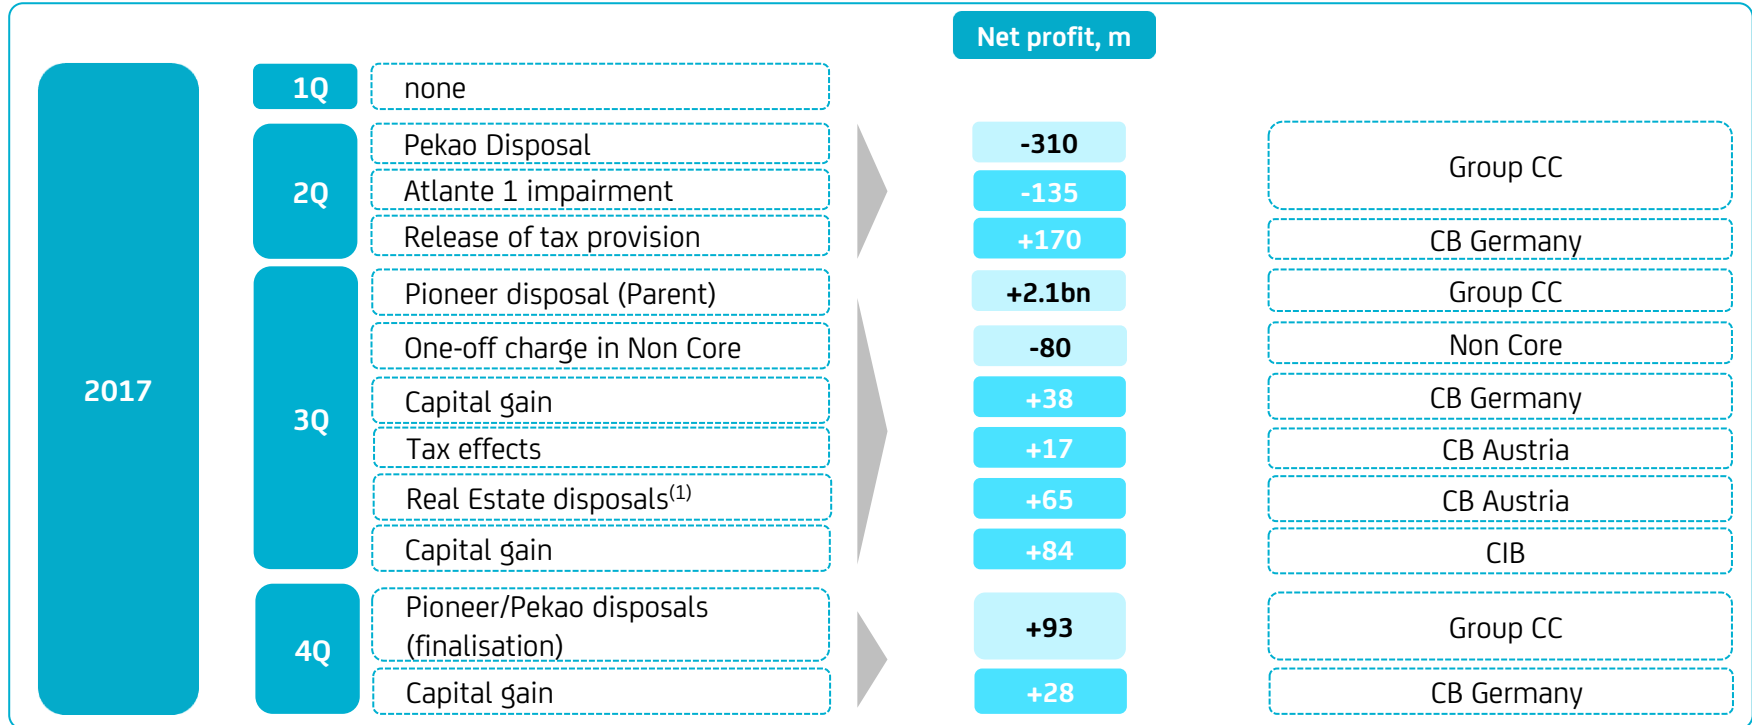 Net profit, m
2017
1Q
none
2Q
Pekao Disposal
-310
Group CC
Atlante 1 impairment
-135
Release of tax provision
+170
CB Germany
3Q
Pioneer disposal (Parent)
+2.1bn
Group CC
One-off charge in Non Core
-80
Non Core
Capital gain
+38
CB Germany
Tax effects
+17
CB Austria
Real Estate disposals(1)
+65
CB Austria
Capital gain
+84
CIB
4Q
Pioneer/Pekao disposals
(finalisation)
+93
Group CC
Capital gain
+28
CB Germany